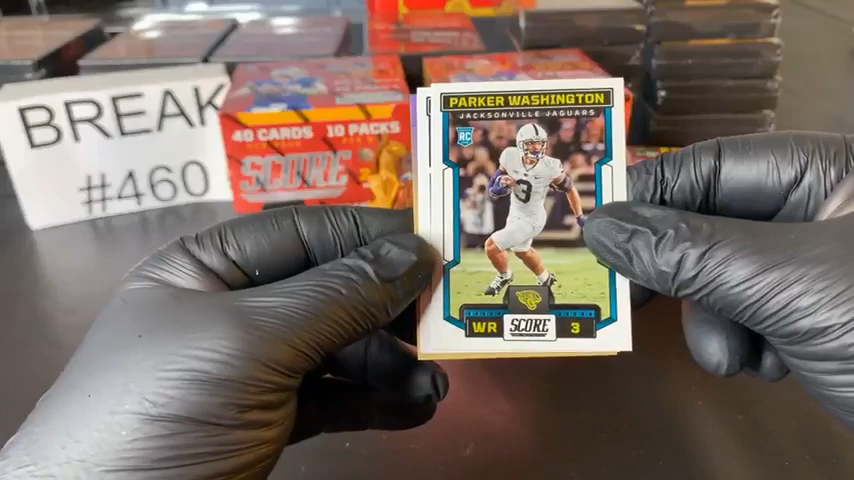 BREAK
#460
40 CARDS 10 PACKS
SCORE
PARKER WASHINGTON
JACKSONVILLE JAGUARS
RC
3
WR SCORE 3